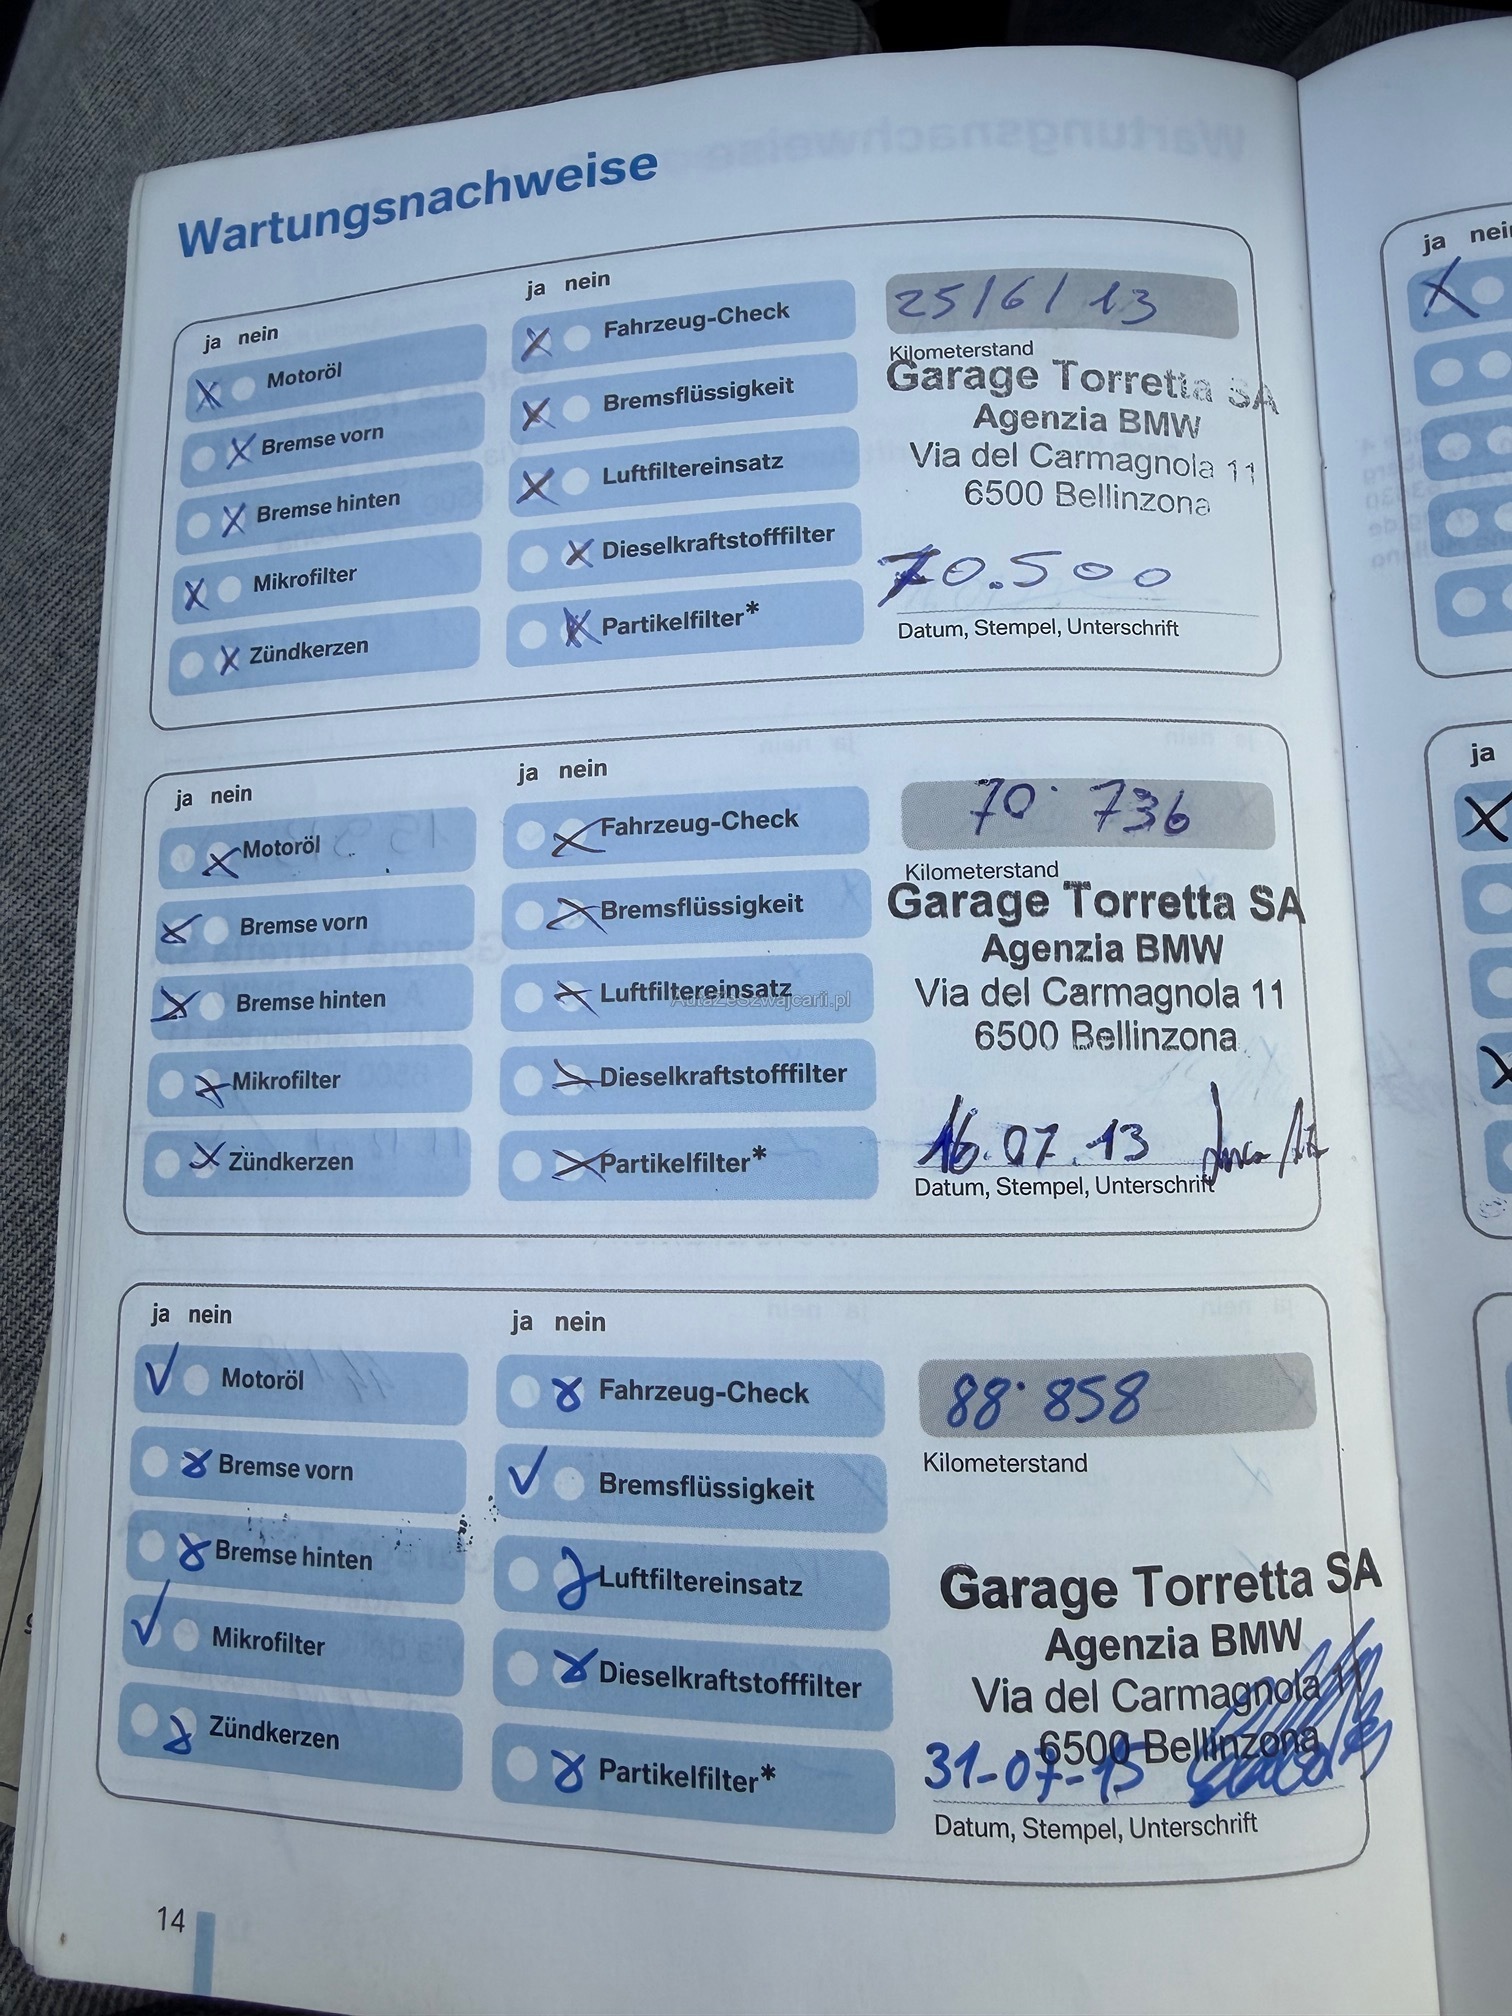 Wartungsnachweise
ja nein
Motoröl
Bremse vorn
Bremse hinten
Mikrofilter
Zündkerzen
ja nein
Fahrzeug-Check
Bremsflüssigkeit
Luftfiltereinsatz
Dieselkraftstofffilter
Partikelfilter*
25/6/13
Kilometerstand
Garage Torretta SA
Agenzia BMW
Via del Carmagnola 11
6500 Bellinzona
70.500
Datum, Stempel, Unterschrift
ja nein
Motoröl
Bremse vorn
Bremse hinten
Mikrofilter
Zündkerzen
ja nein
Fahrzeug-Check
Bremsflüssigkeit
Luftfiltereinsatz
AutaZeSzwajcarii.pl
Dieselkraftstofffilter
Partikelfilter*
70·736
Kilometerstand
Garage Torretta SA
Agenzia BMW
Via del Carmagnola 11
6500 Bellinzona
16.07.13
Datum, Stempel, Unterschrift
ja nein
Motoröl
Bremse vorn
Bremse hinten
Mikrofilter
Zündkerzen
ja nein
Fahrzeug-Check
Bremsflüssigkeit
Luftfiltereinsatz
Dieselkraftstofffilter
Partikelfilter*
88·858
Kilometerstand
Garage Torretta SA
Agenzia BMW
Via del Carmagnola 11
6500 Bellinzona
31-07-15
Datum, Stempel, Unterschrift
14
ja
ja